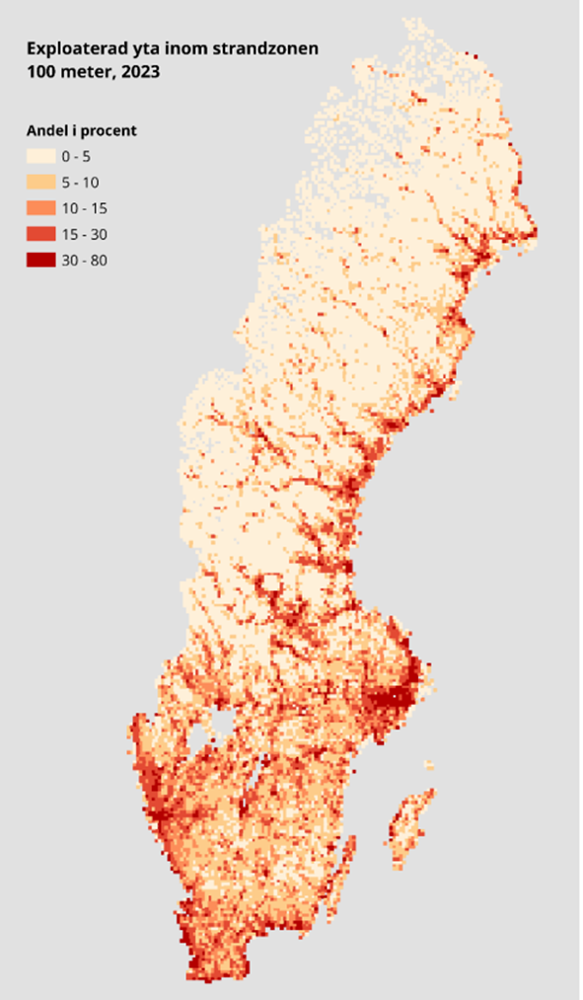 Exploaterad yta inom strandzonen
100 meter, 2023
Andel i procent
0 - 5
5 - 10
10 - 15
15 - 30
30 - 80